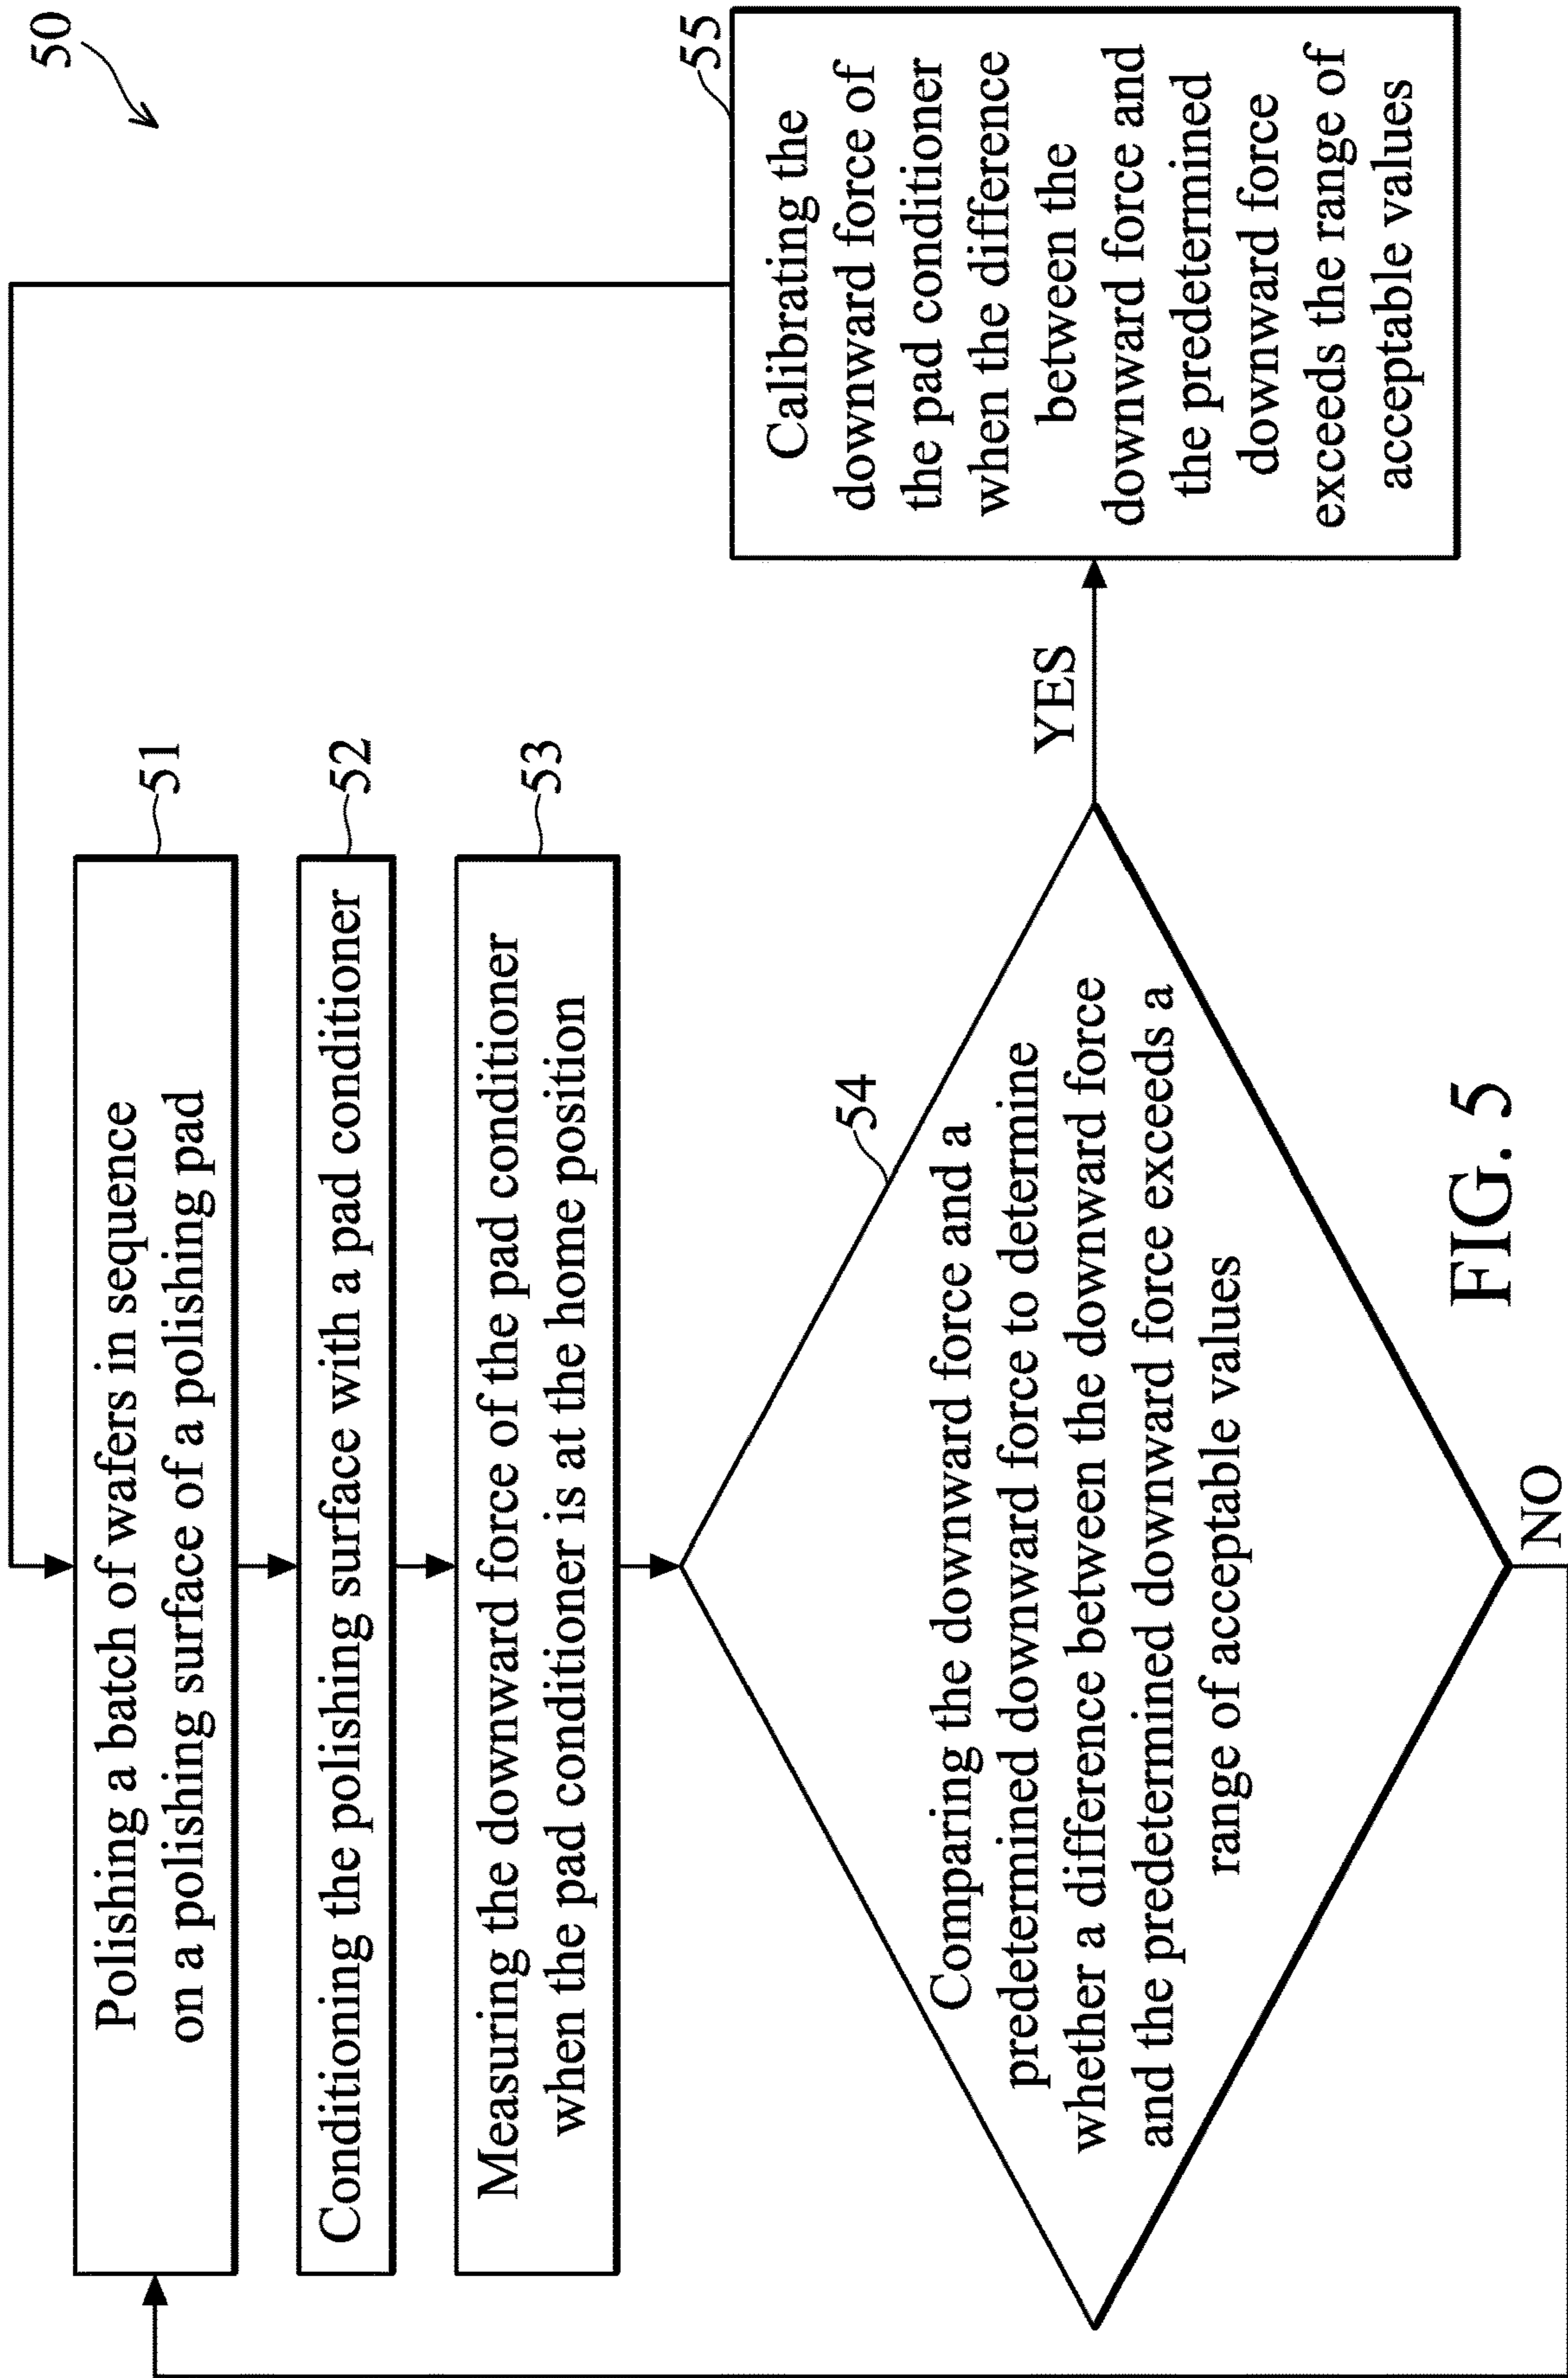 50
Polishing a batch of wafers in sequence
on a polishing surface of a polishing pad
51
Conditioning the polishing surface with a pad conditioner
52
Measuring the downward force of the pad conditioner
when the pad conditioner is at the home position
53
Comparing the downward force and a
predetermined downward force to determine
whether a difference between the downward force
and the predetermined downward force exceeds a
range of acceptable values
54
YES
NO
Calibrating the
downward force of
the pad conditioner
when the difference
between the
downward force and
the predetermined
downward force
exceeds the range of
acceptable values
55
FIG. 5